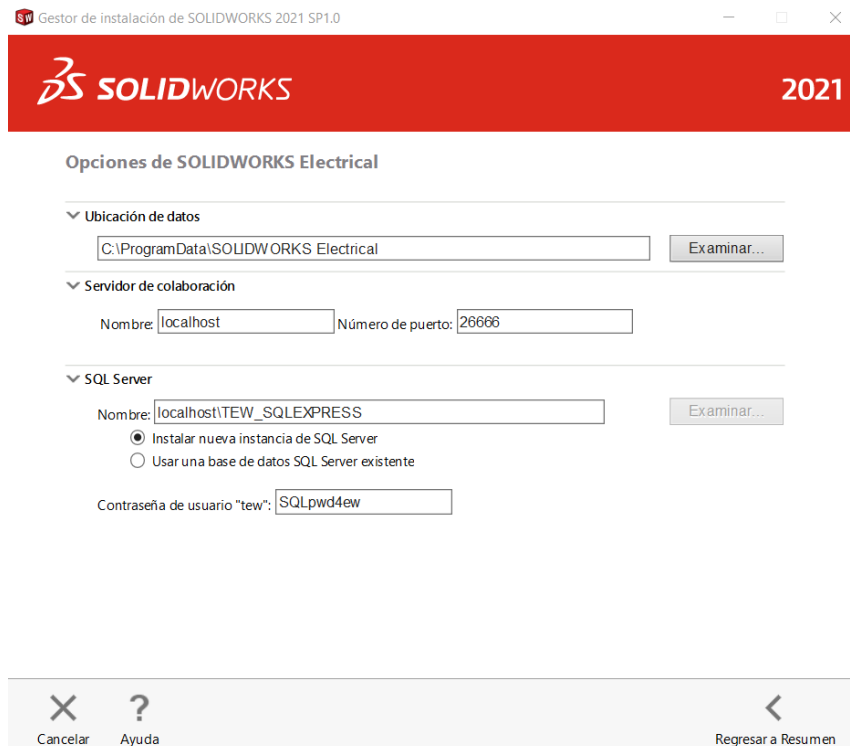 Gestor de instalación de SOLIDWORKS 2021 SP1.0
SOLIDWORKS 2021
Opciones de SOLIDWORKS Electrical
Ubicación de datos
C:\ProgramData\SOLIDWORKS Electrical Examinar...
Servidor de colaboración
Nombre: localhost Número de puerto: 26666
SQL Server
Nombre: localhost\TEW_SQLEXPRESS Examinar...
Instalar nueva instancia de SQL Server
Usar una base de datos SQL Server existente
Contraseña de usuario "tew": SQLpwd4ew
Cancelar Ayuda Regresar a Resumen